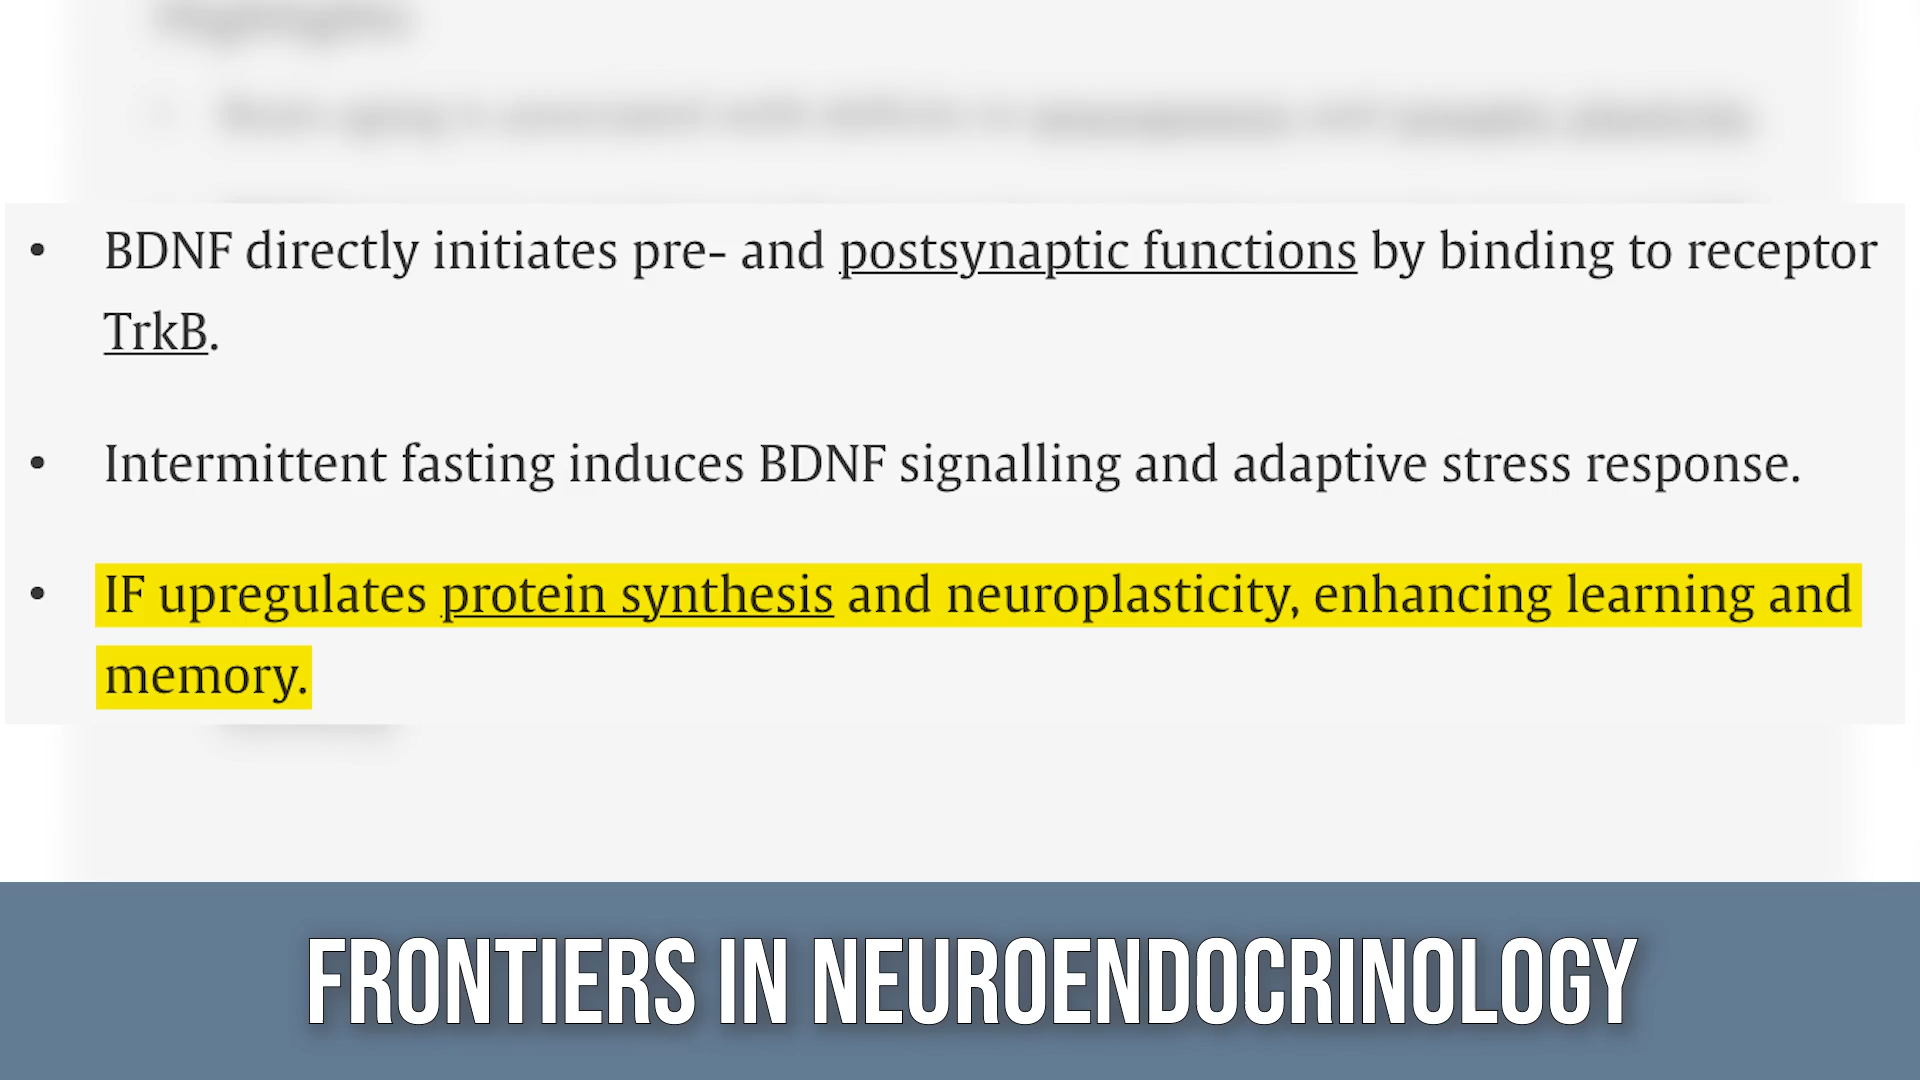 • BDNF directly initiates pre- and postsynaptic functions by binding to receptor
TrkB.
• Intermittent fasting induces BDNF signalling and adaptive stress response.
• IF upregulates protein synthesis and neuroplasticity, enhancing learning and
memory.
FRONTIERS IN NEUROENDOCRINOLOGY